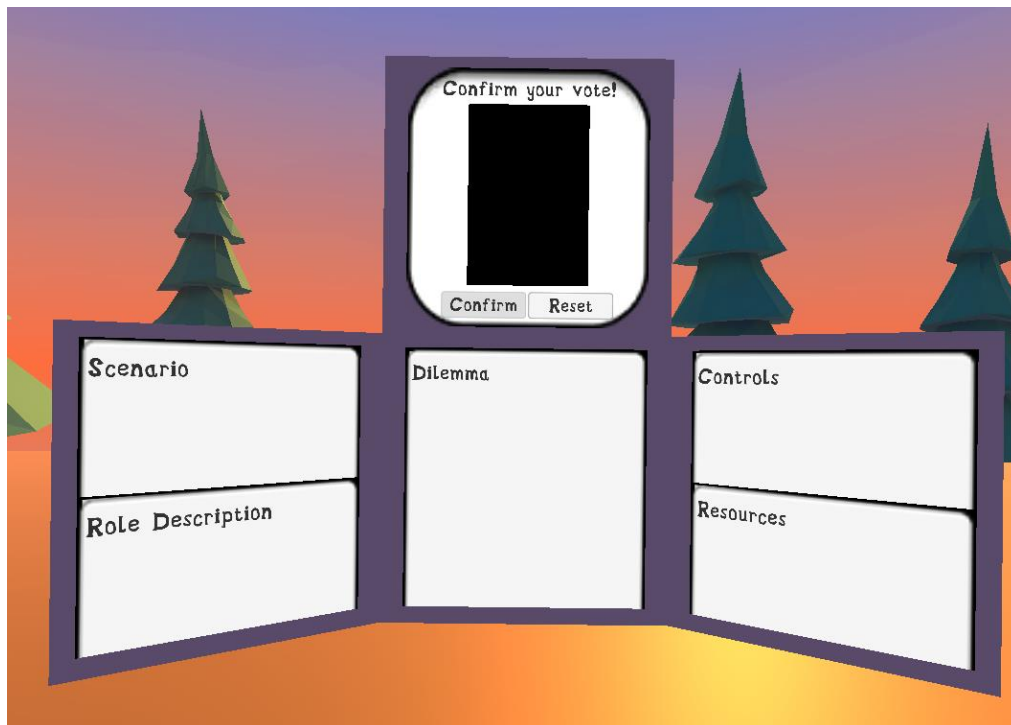 Confirm your vote!
Confirm
Reset
Scenario
Role Description
Dilemma
Controls
Resources